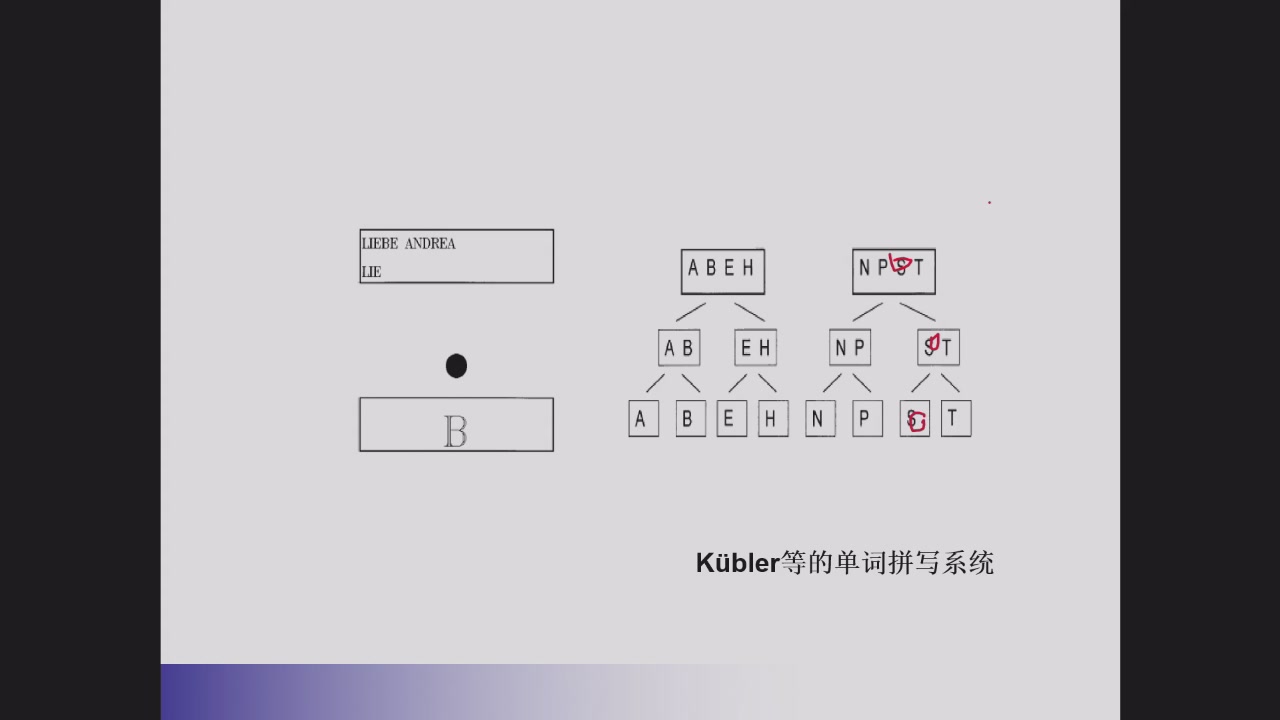 LIEBE ANDREA
LIE
B
A B E H
N P S T
A B
E H
N P
S T
A
B
E
H
N
P
S
T
Kübler等的单词拼写系统